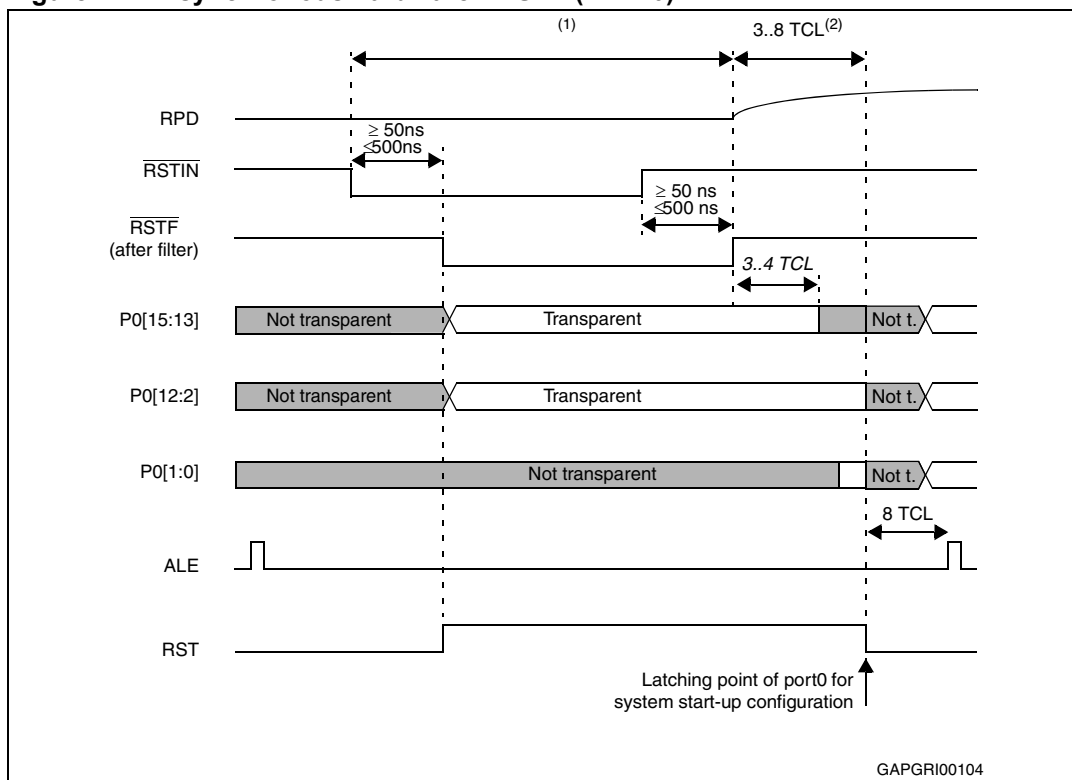 (1)
3..8 TCL(2)
RPD
≥ 50ns
≤500ns
RSTIN
≥ 50 ns
≤500 ns
RSTF
(after filter)
3..4 TCL
P0[15:13]
Not transparent
Transparent
Not t.
P0[12:2]
Not transparent
Transparent
Not t.
P0[1:0]
Not transparent
Not t.
8 TCL
ALE
RST
Latching point of port0 for
system start-up configuration
GAPGRI00104